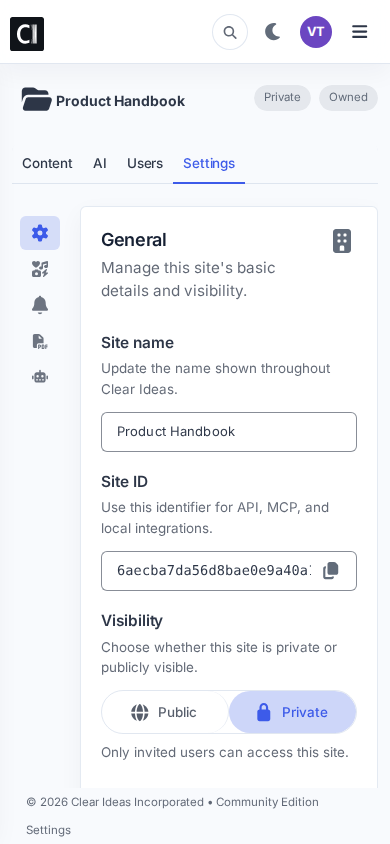 CI
VT
Product Handbook
Private
Owned
Content
AI
Users
Settings
General
Manage this site's basic
details and visibility.
Site name
Update the name shown throughout
Clear Ideas.
Product Handbook
Site ID
Use this identifier for API, MCP, and
local integrations.
6aecba7da56d8bae0e9a40a
Visibility
Choose whether this site is private or
publicly visible.
Public
Private
Only invited users can access this site.
© 2026 Clear Ideas Incorporated • Community Edition
Settings